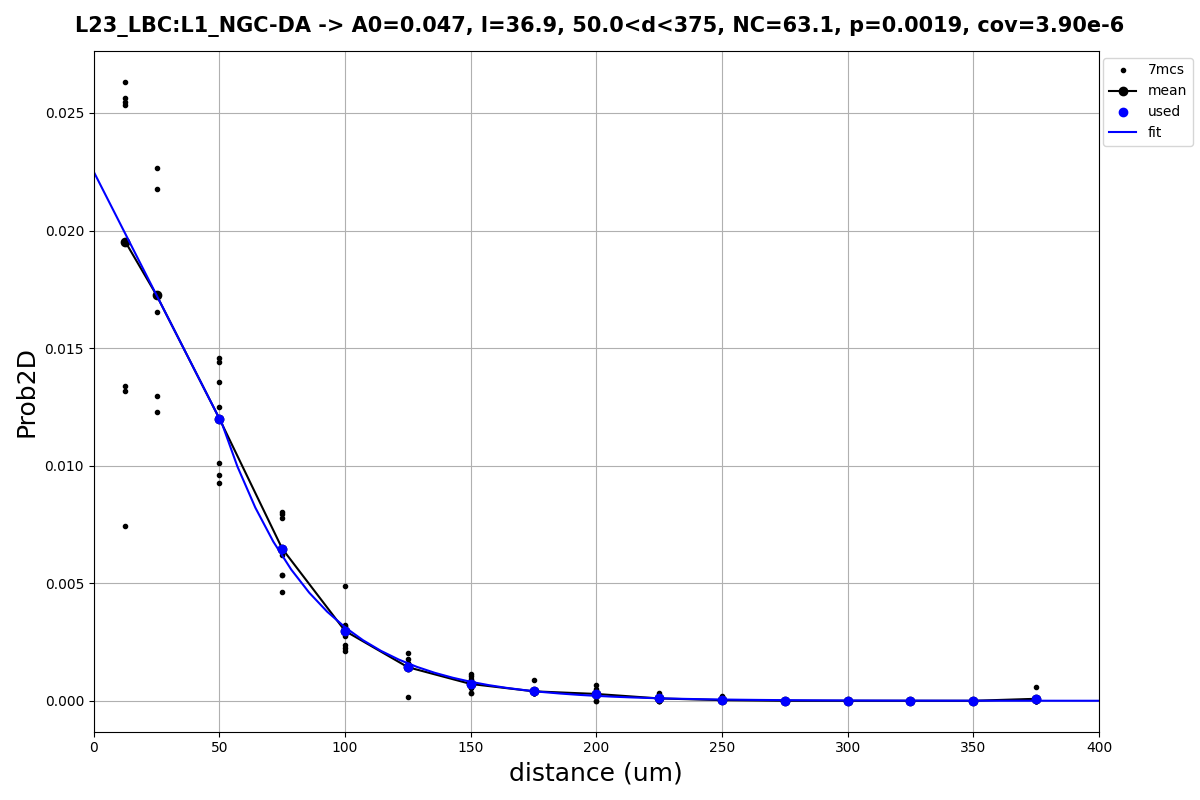 L23_LBC:L1_NGC-DA -> A0=0.047, l=36.9, 50.0<d<375, NC=63.1, p=0.0019, cov=3.90e-6
7mcs
mean
used
fit
0.025
0.020
0.015
0.010
0.005
0.000
Prob2D
0 50 100 150 200 250 300 350 400
distance (um)